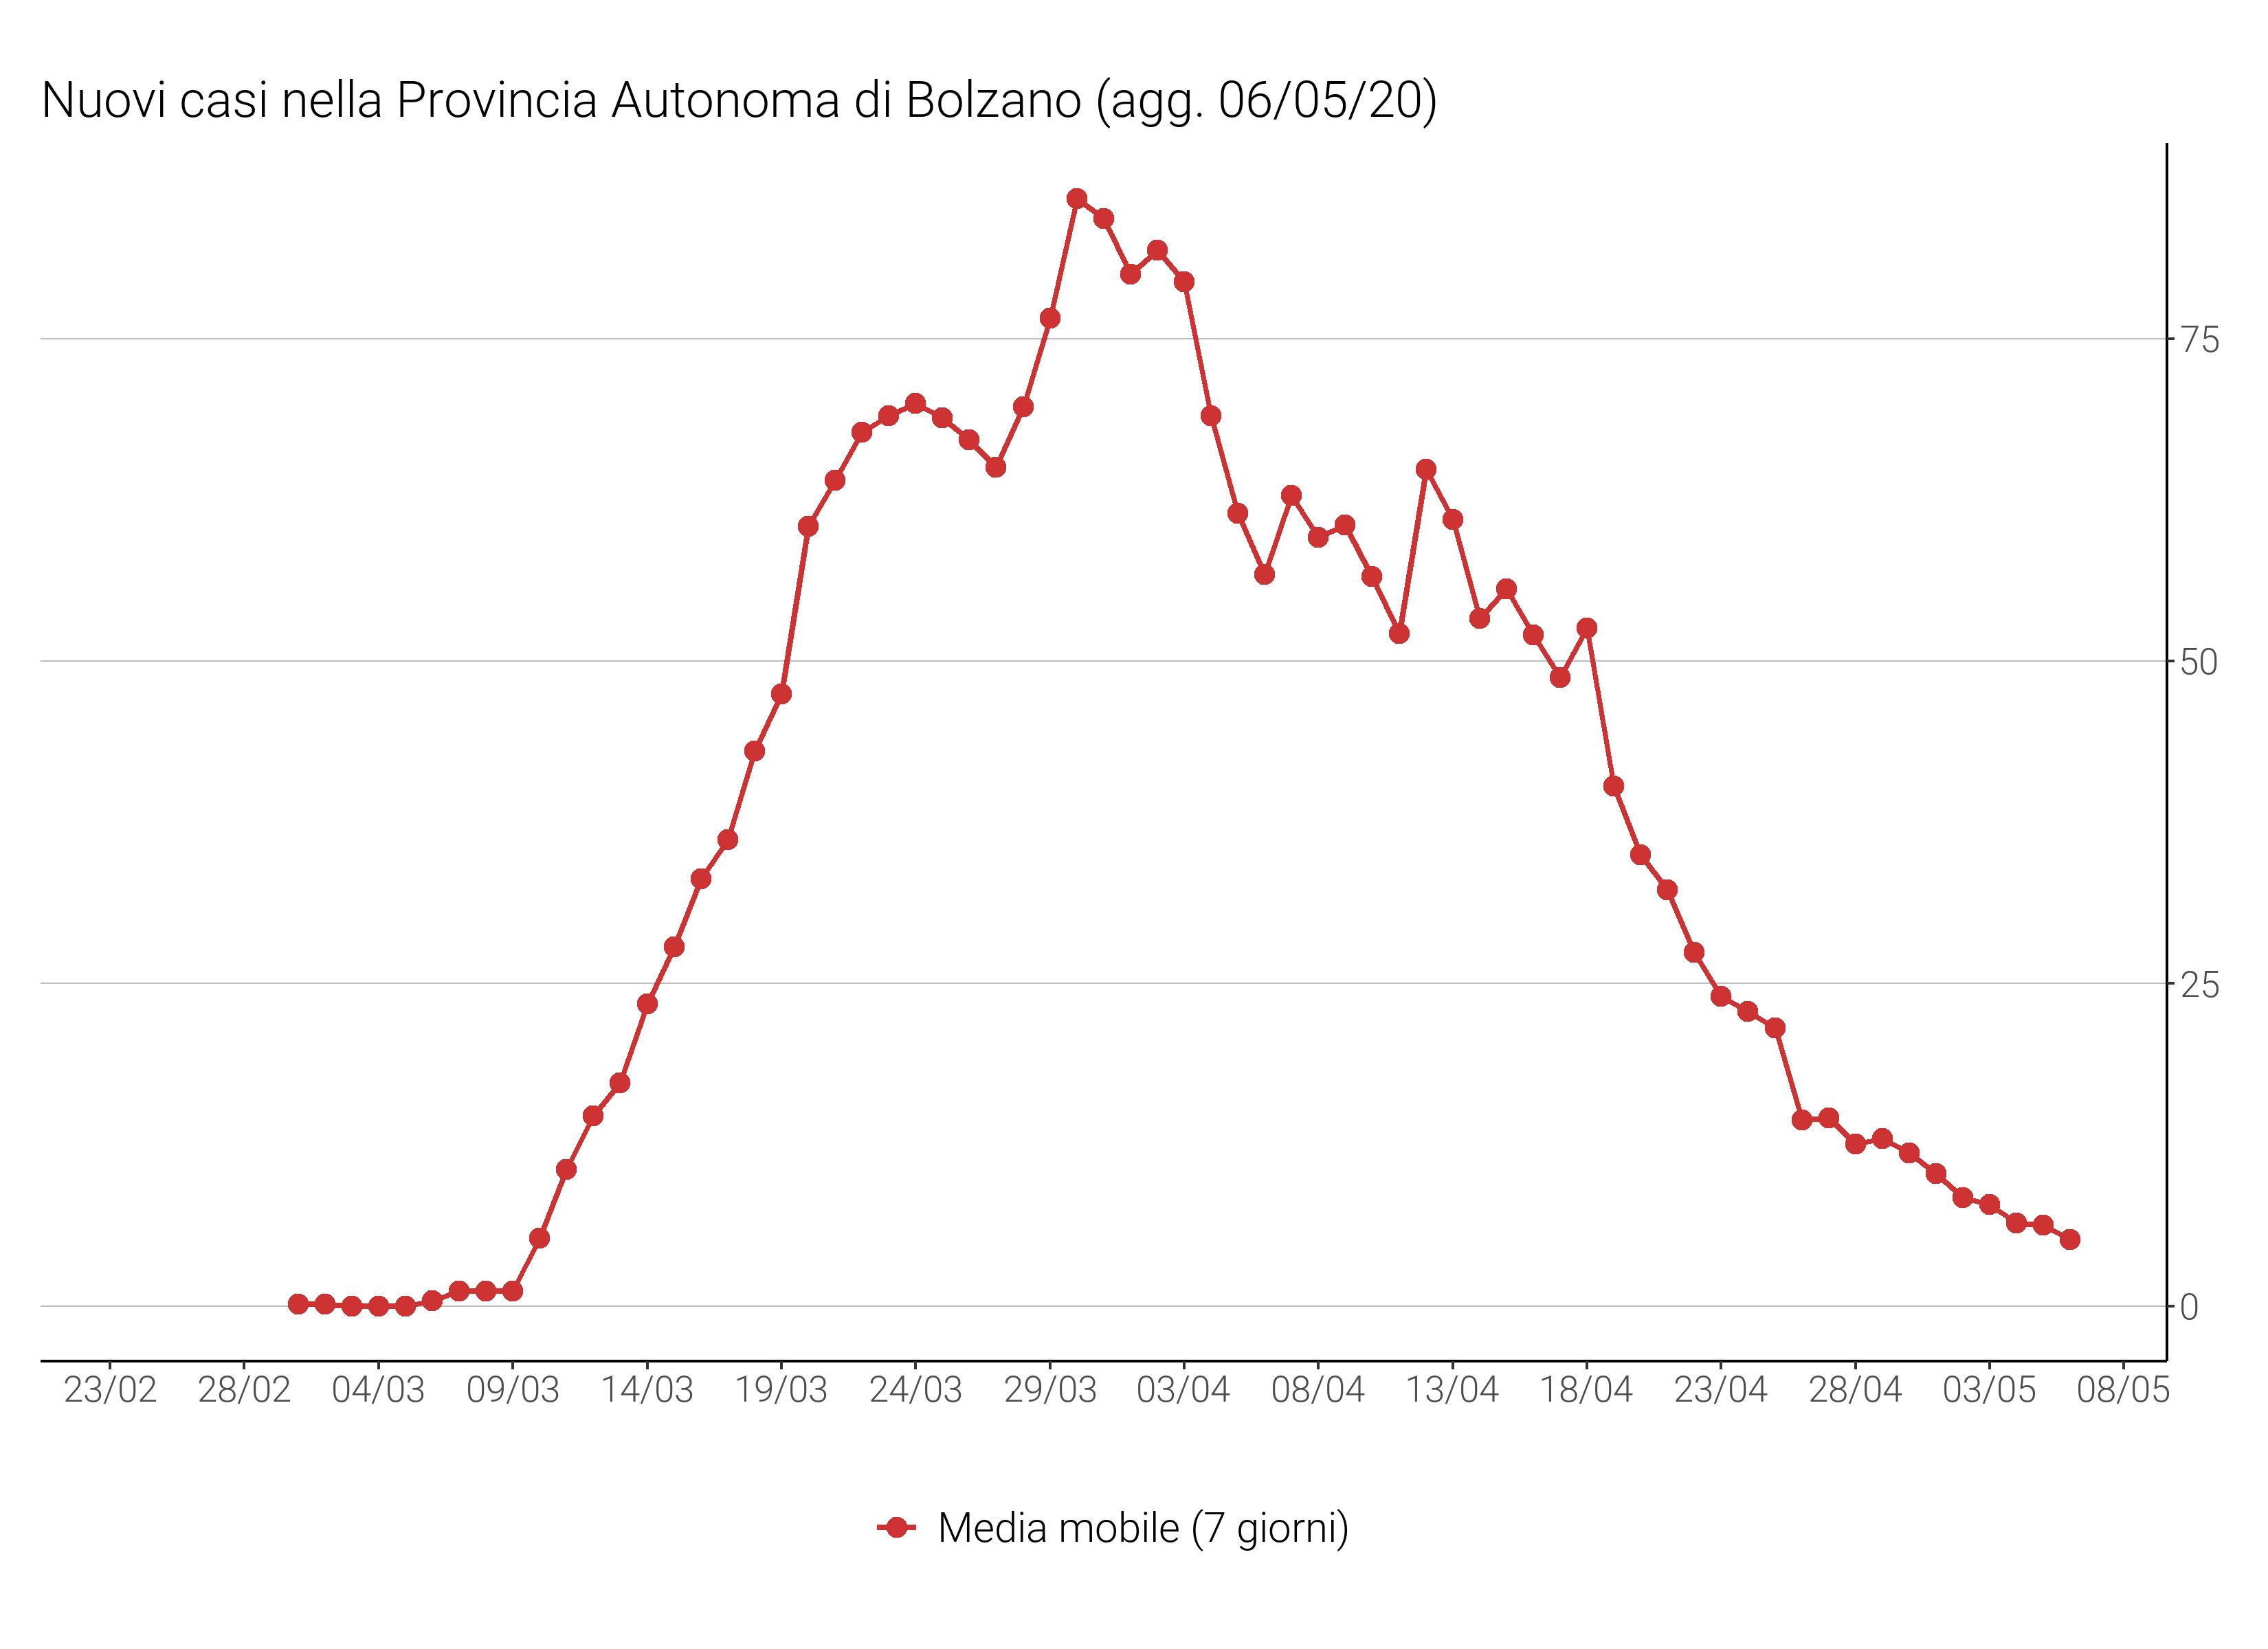 Nuovi casi nella Provincia Autonoma di Bolzano (agg. 06/05/20)
75
50
25
0
23/02 28/02 04/03 09/03 14/03 19/03 24/03 29/03 03/04 08/04 13/04 18/04 23/04 28/04 03/05 08/05
Media mobile (7 giorni)